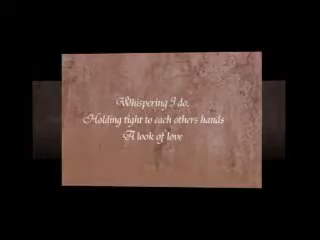 Whispering I do,
Holding tight to each others hands
A look of love